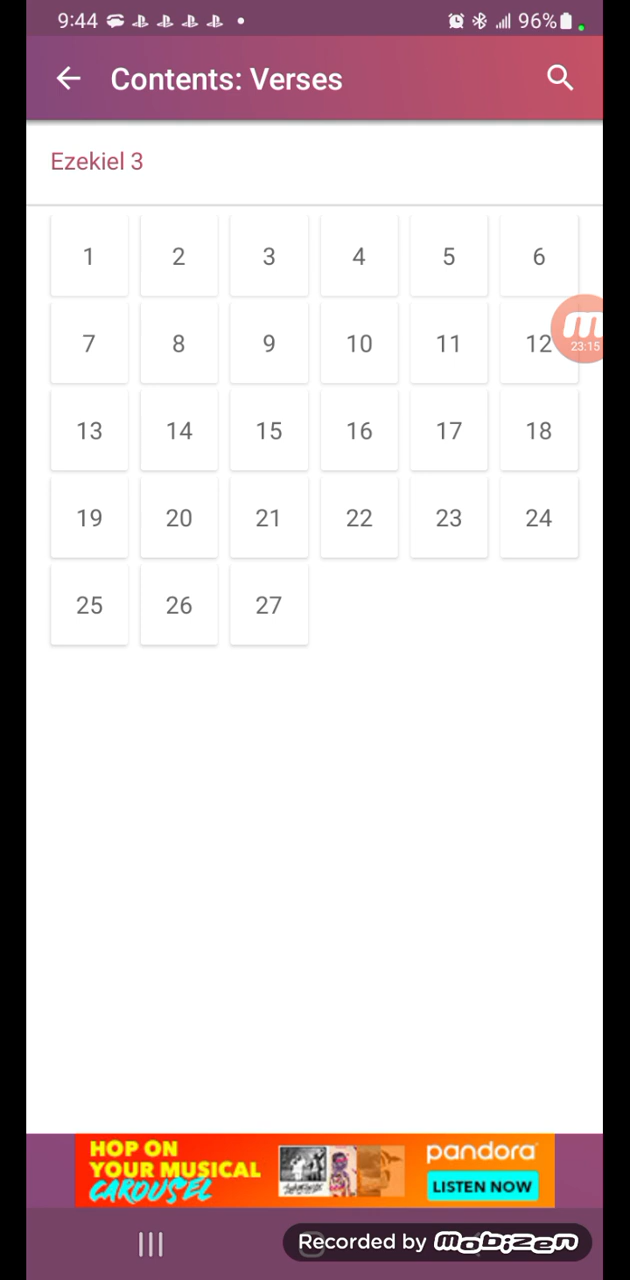 9:44 96%
Contents: Verses
Ezekiel 3
1 2 3 4 5 6
7 8 9 10 11 12
23:15
13 14 15 16 17 18
19 20 21 22 23 24
25 26 27
HOP ON
YOUR MUSICAL
CAROUSEL
pandora
LISTEN NOW
Recorded by mobizen